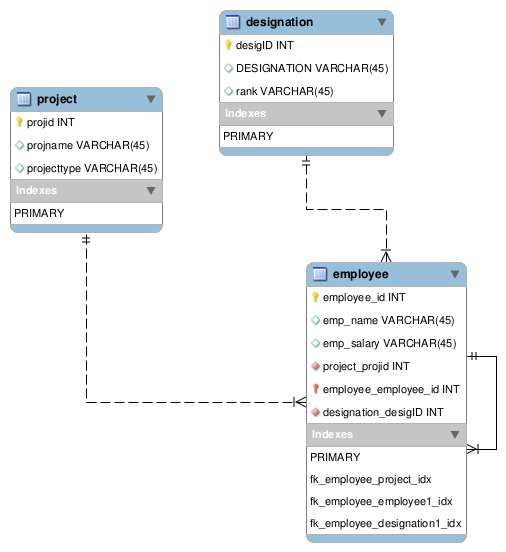 designation
desigID INT
DESIGNATION VARCHAR(45)
rank VARCHAR(45)
Indexes
PRIMARY
project
projid INT
projname VARCHAR(45)
projecttype VARCHAR(45)
Indexes
PRIMARY
employee
employee_id INT
emp_name VARCHAR(45)
emp_salary VARCHAR(45)
project_projid INT
employee_employee_id INT
designation_desigID INT
Indexes
PRIMARY
fk_employee_project_idx
fk_employee_employee1_idx
fk_employee_designation1_idx